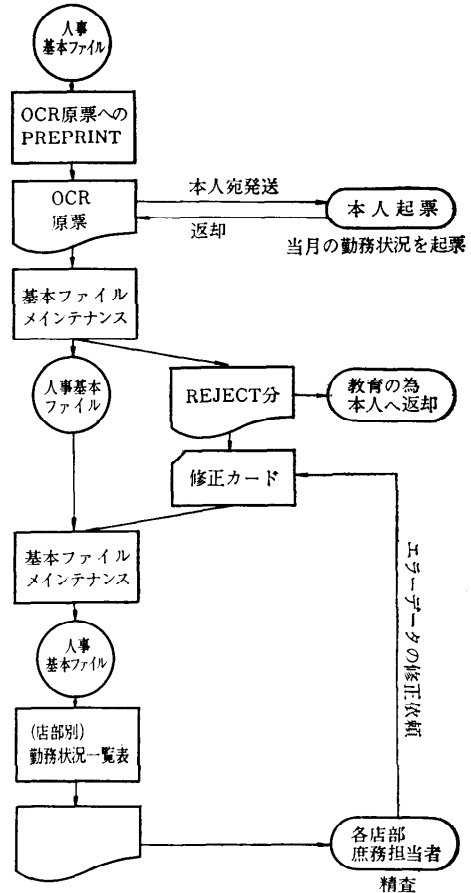 人事
基本ファイル
OCR原票への
PREPRINT
OCR
原票
本人宛発送
返却
本人起票
当月の勤務状況を起票
基本ファイル
メインテナンス
人事基本
ファイル
REJECT分
教育の為
本人へ返却
修正カード
基本ファイル
メインテナンス
エラーデータの修正依頼
人事
基本ファイル
(店部別)
勤務状況一覧表
各店部
庶務担当者
精査